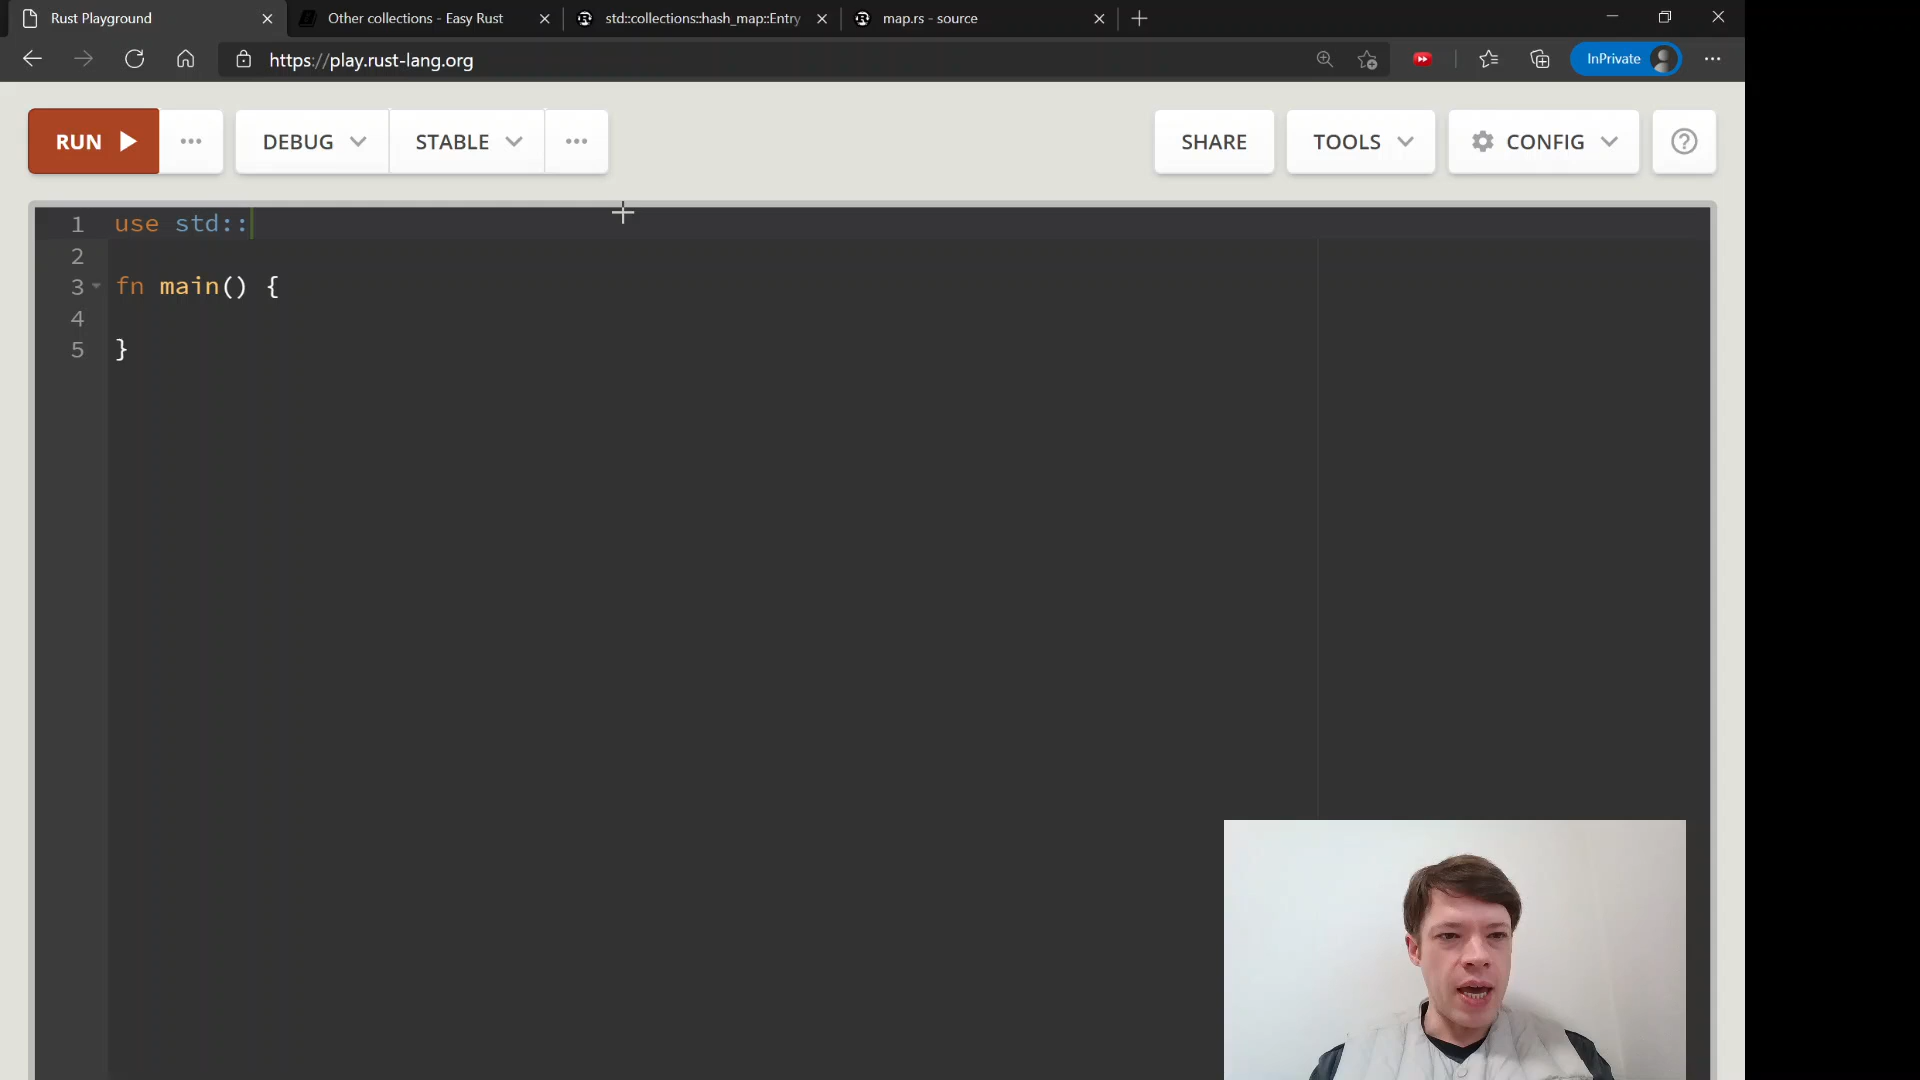 Rust Playground
Other collections - Easy Rust
std::collections::hash_map::Entry
map.rs - source
https://play.rust-lang.org
InPrivate
RUN
DEBUG
STABLE
SHARE
TOOLS
CONFIG
1 use std::
2
3 fn main() {
4
5 }